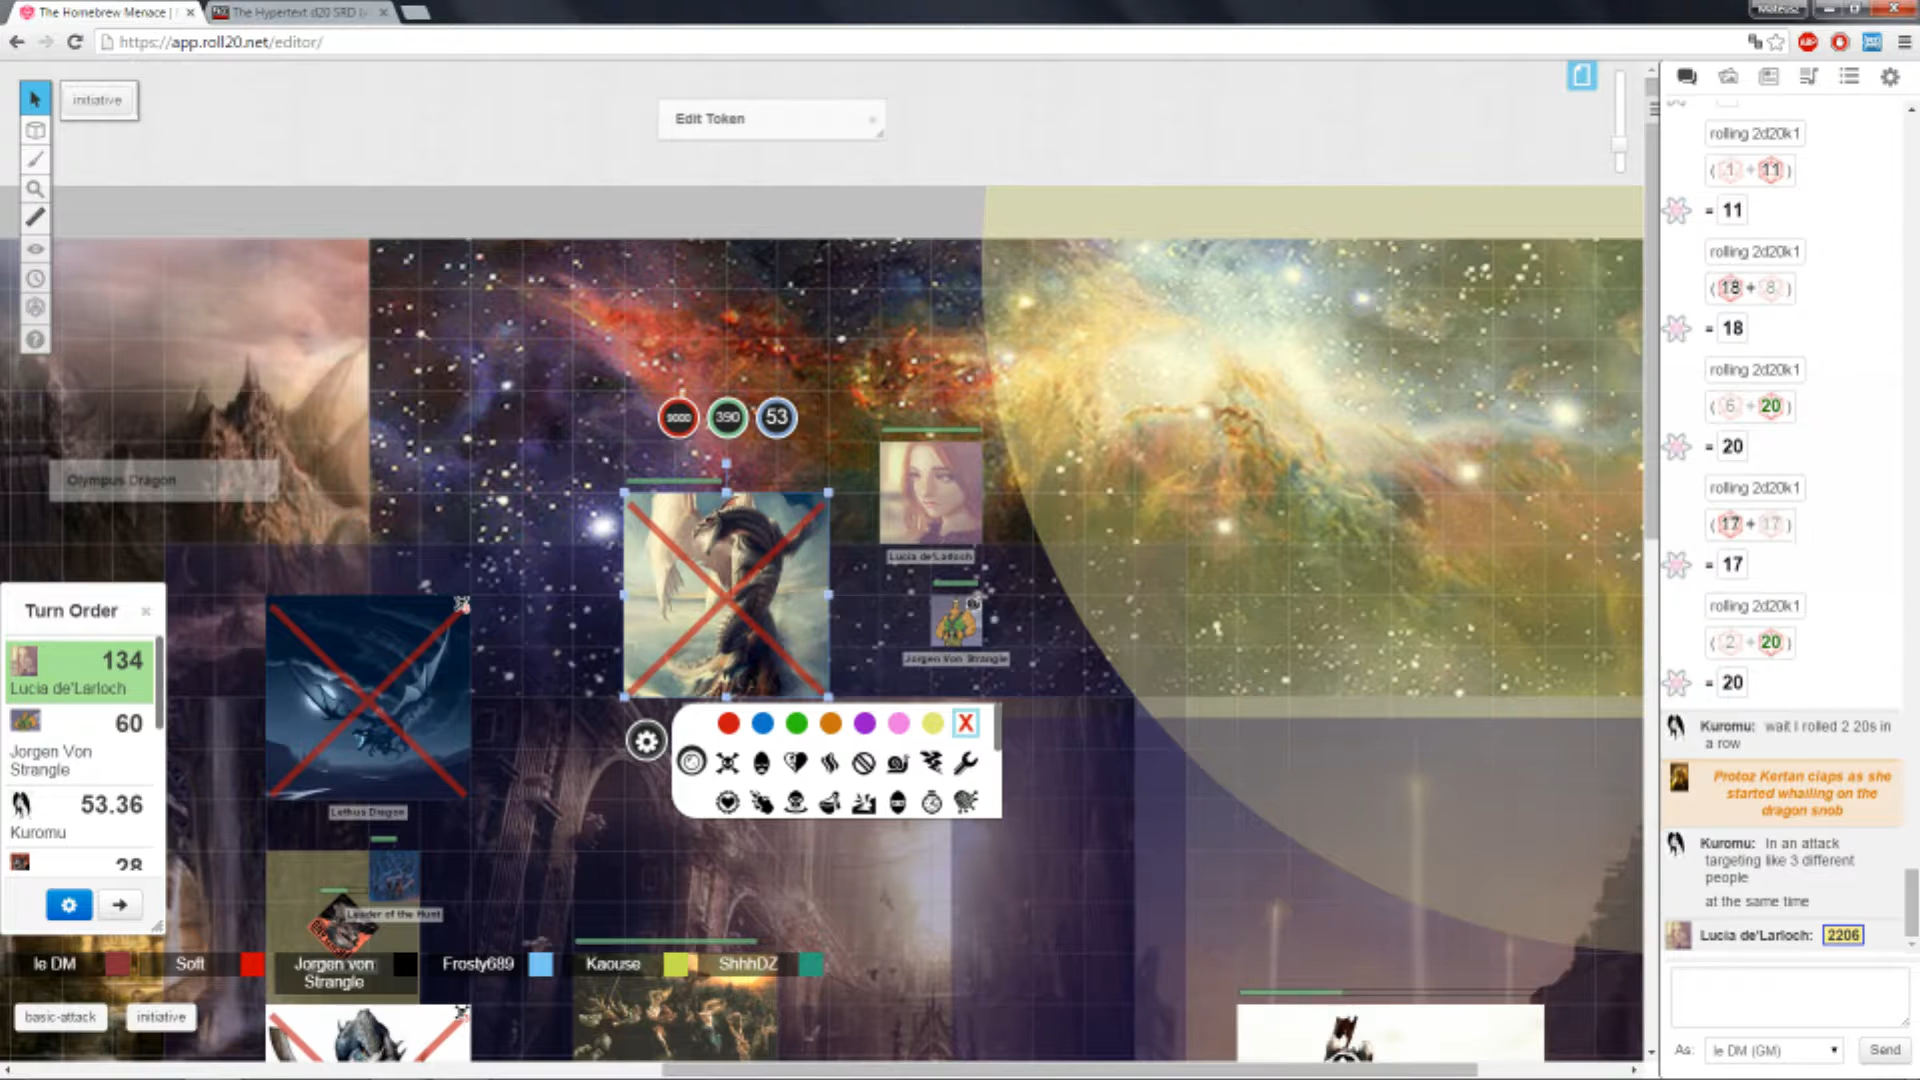 The Homebrew Menace |
The Hypertext d20 SRD
Mateusz
https://app.roll20.net/editor/
ABP
initiative
Edit Token
9000
390
53
Olympus Dragon
Lucia de'Larloch
Jorgen Von Strangle
Lethus Dragon
Leader of the Hunt
Turn Order
134
Lucia de'Larloch
60
Jorgen Von
Strangle
53.36
Kuromu
28
X
le DM
Soft
Jorgen von
Strangle
Frosty689
Kaouse
ShhhDZ
basic-attack
initiative
rolling 2d20k1
(1+11)
= 11
rolling 2d20k1
(18+8)
= 18
rolling 2d20k1
(6+20)
= 20
rolling 2d20k1
(17+17)
= 17
rolling 2d20k1
(2+20)
= 20
Kuromu: wait I rolled 2 20s in
a row
Protoz Kertan claps as she
started whailing on the
dragon snob
Kuromu: In an attack
targeting like 3 different
people
at the same time
Lucia de'Larloch: 2206
As: le DM (GM)
Send